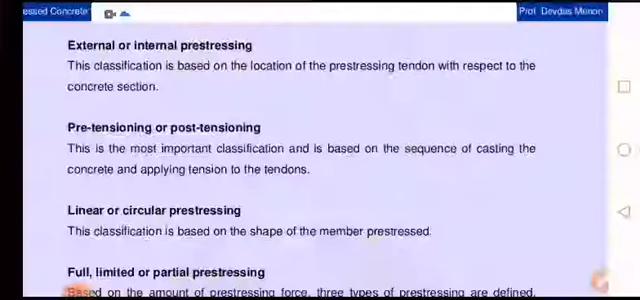 essed Concrete
Prof. Devdas Menon
External or internal prestressing
This classification is based on the location of the prestressing tendon with respect to the
concrete section.
Pre-tensioning or post-tensioning
This is the most important classification and is based on the sequence of casting the
concrete and applying tension to the tendons.
Linear or circular prestressing
This classification is based on the shape of the member prestressed.
Full, limited or partial prestressing
Based on the amount of prestressing force, three types of prestressing are defined.